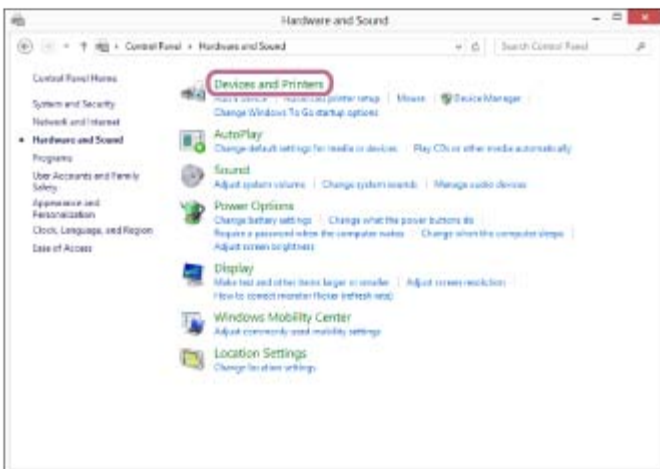 Hardware and Sound
Control Panel
Hardware and Sound
Search Control Panel
Control Panel Home
System and Security
Network and Internet
Hardware and Sound
Programs
User Accounts and Family
Safety
Appearance and
Personalization
Clock, Language, and Region
Ease of Access
Devices and Printers
Add a device Advanced printer setup Mouse Device Manager
Change Windows To Go startup options
AutoPlay
Change default settings for media or devices Play CDs or other media automatically
Sound
Adjust system volume Change system sounds Manage audio devices
Power Options
Change battery settings Change what the power buttons do
Require a password when the computer wakes Change when the computer sleeps
Adjust screen brightness
Display
Make text and other items larger or smaller Adjust screen resolution
How to connect monitor flicker (refresh rate)
Windows Mobility Center
Adjust commonly used mobility settings
Location Settings
Change location settings